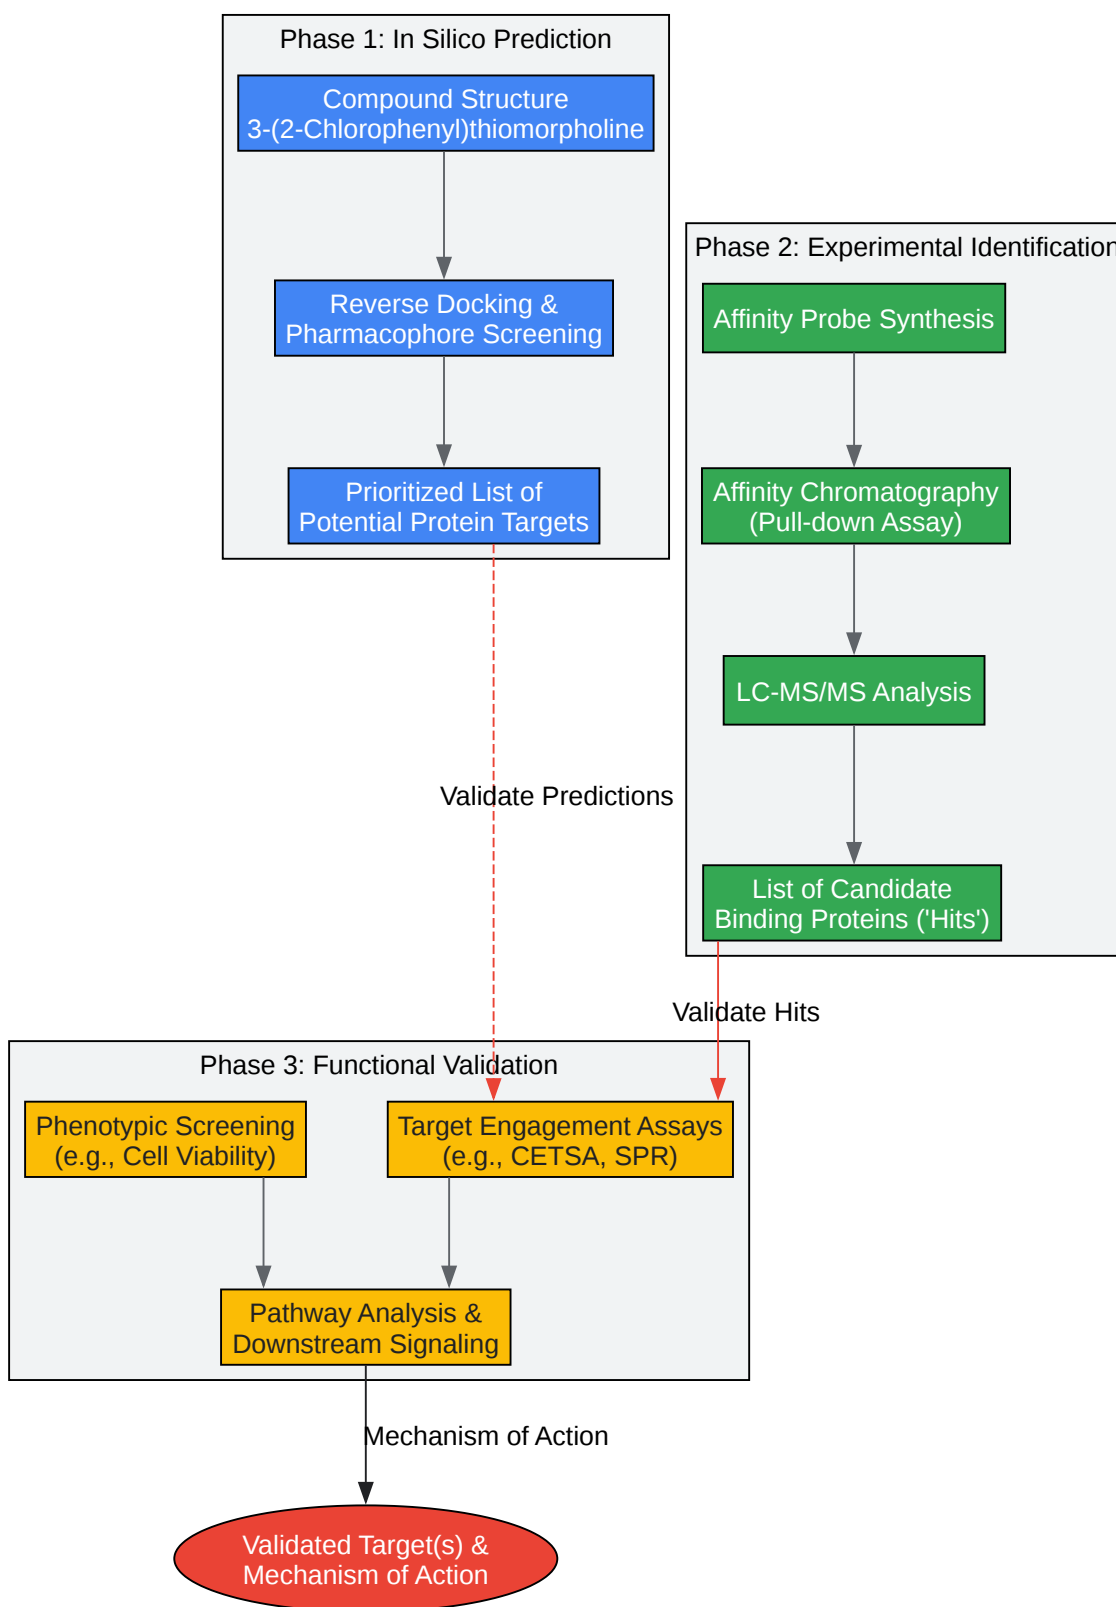 Phase 1: In Silico Prediction
Compound Structure
3-(2-Chlorophenyl)thiomorpholine
Reverse Docking &
Pharmacophore Screening
Prioritized List of
Potential Protein Targets
Phase 2: Experimental Identification
Affinity Probe Synthesis
Affinity Chromatography
(Pull-down Assay)
LC-MS/MS Analysis
List of Candidate
Binding Proteins ('Hits')
Validate Predictions
Validate Hits
Phase 3: Functional Validation
Phenotypic Screening
(e.g., Cell Viability)
Target Engagement Assays
(e.g., CETSA, SPR)
Pathway Analysis &
Downstream Signaling
Mechanism of Action
Validated Target(s) &
Mechanism of Action